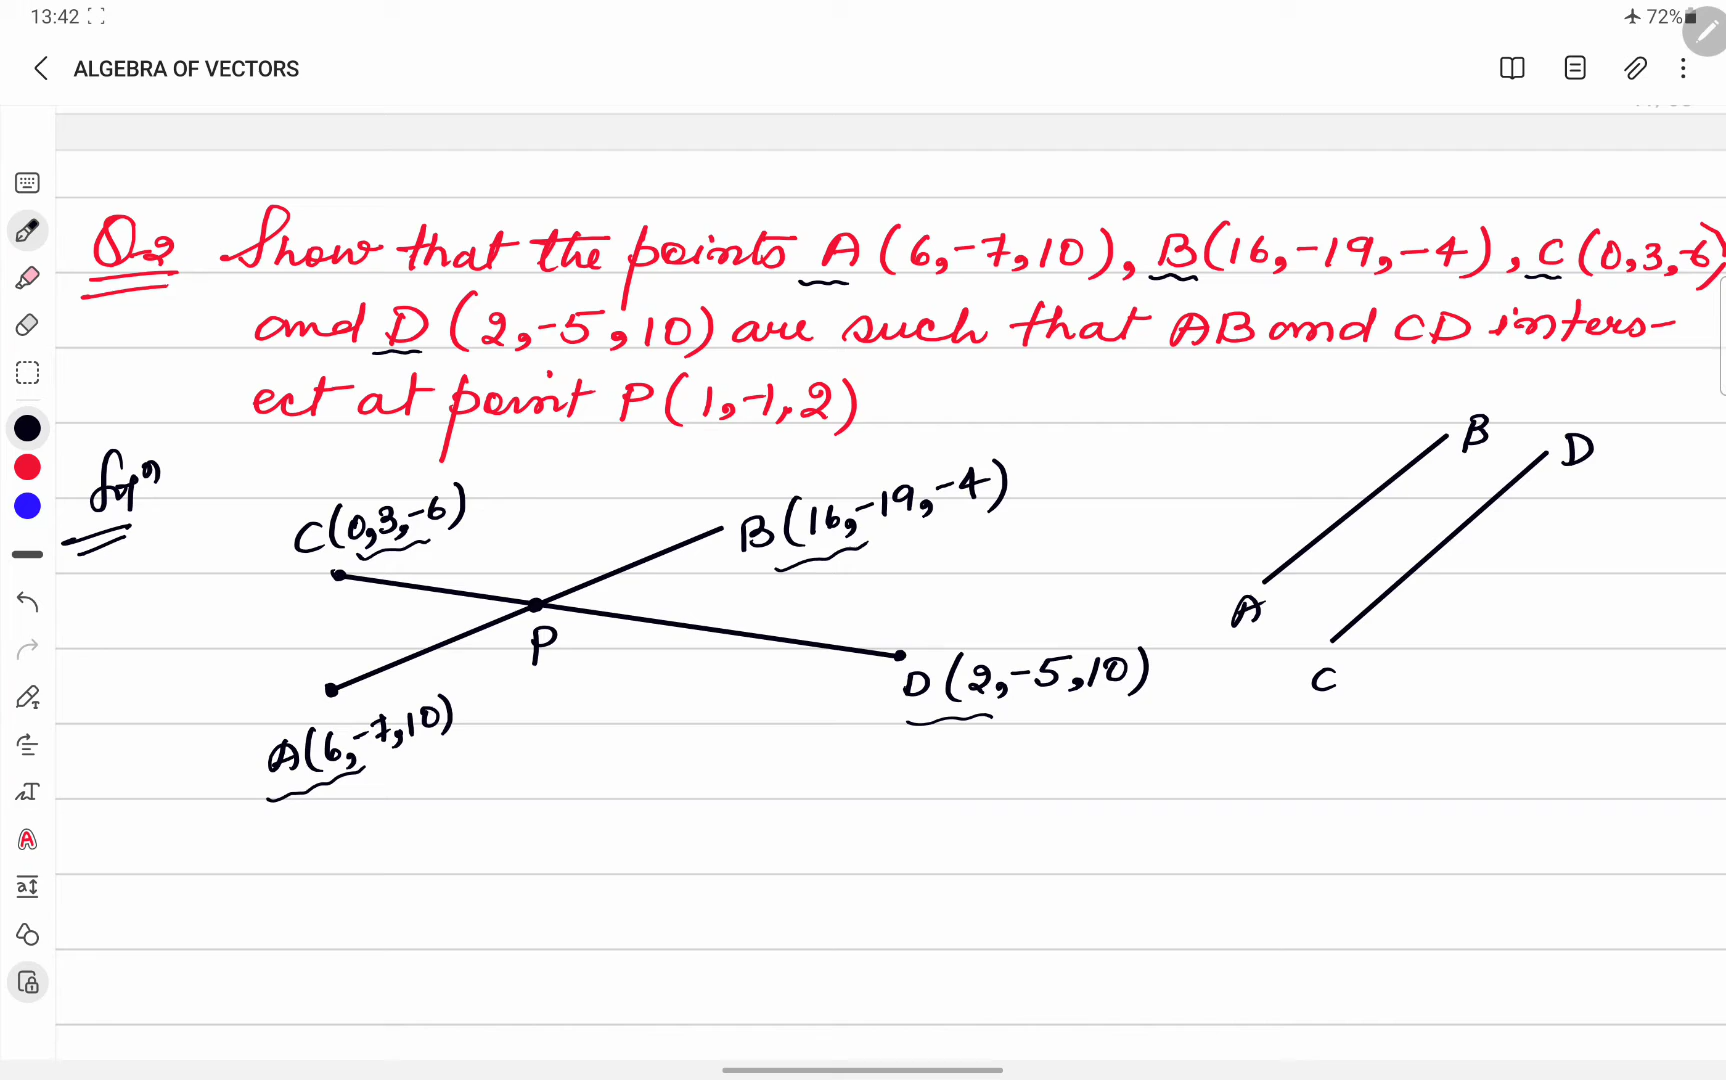 13:42
72%
ALGEBRA OF VECTORS
Q.2 Show that the points A(6,-7,10), B(16,-19,-4), C(0,3,-6)
and D(2,-5,10) are such that AB and CD inters-
ect at point P(1,-1,2)
Sol^n
C(0,3,-6)
B(16,-19,-4)
P
A(6,-7,10)
D(2,-5,10)
B
D
A
C